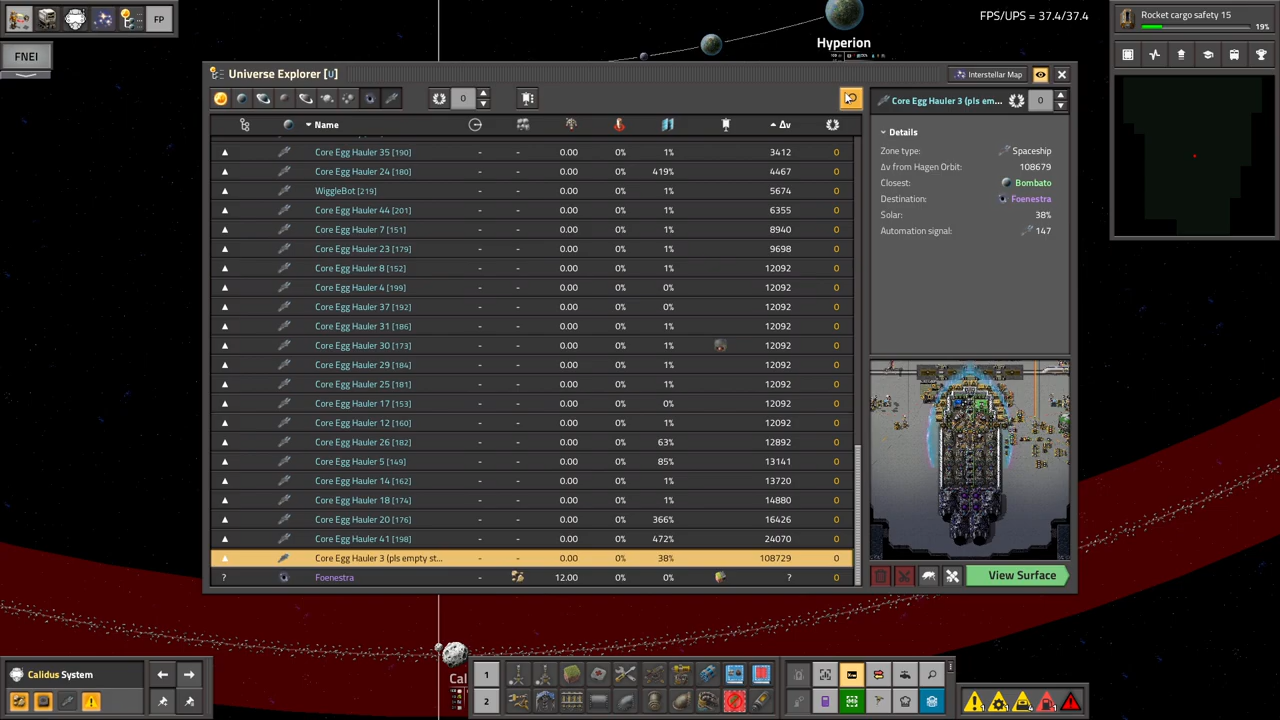 FP
FPS/UPS = 37.4/37.4
Rocket cargo safety 15
19%
FNEI
Hyperion
Universe Explorer [U]
Interstellar Map
0
Core Egg Hauler 3 (pls em...
0
Name
Δv
Core Egg Hauler 35 [190] - - 0.00 0% 1% 3412 0
Core Egg Hauler 24 [180] - - 0.00 0% 419% 4467 0
WiggleBot [219] - - 0.00 0% 1% 5674 0
Core Egg Hauler 44 [201] - - 0.00 0% 1% 6355 0
Core Egg Hauler 7 [151] - - 0.00 0% 1% 8940 0
Core Egg Hauler 23 [179] - - 0.00 0% 1% 9698 0
Core Egg Hauler 8 [152] - - 0.00 0% 1% 12092 0
Core Egg Hauler 4 [199] - - 0.00 0% 0% 12092 0
Core Egg Hauler 37 [192] - - 0.00 0% 0% 12092 0
Core Egg Hauler 31 [186] - - 0.00 0% 1% 12092 0
Core Egg Hauler 30 [173] - - 0.00 0% 1% 12092 0
Core Egg Hauler 29 [184] - - 0.00 0% 1% 12092 0
Core Egg Hauler 25 [181] - - 0.00 0% 1% 12092 0
Core Egg Hauler 17 [153] - - 0.00 0% 0% 12092 0
Core Egg Hauler 12 [160] - - 0.00 0% 1% 12092 0
Core Egg Hauler 26 [182] - - 0.00 0% 63% 12892 0
Core Egg Hauler 5 [149] - - 0.00 0% 85% 13141 0
Core Egg Hauler 14 [162] - - 0.00 0% 1% 13720 0
Core Egg Hauler 18 [174] - - 0.00 0% 1% 14880 0
Core Egg Hauler 20 [176] - - 0.00 0% 366% 16426 0
Core Egg Hauler 41 [198] - - 0.00 0% 472% 24070 0
Core Egg Hauler 3 (pls empty st... - - 0.00 0% 38% 108729 0
? Foenestra - 12.00 0% 0% ? 0
Details
Zone type: Spaceship
Δv from Hagen Orbit: 108679
Closest: Bombato
Destination: Foenestra
Solar: 38%
Automation signal: 147
View Surface
Calidus System
Cal
1
2